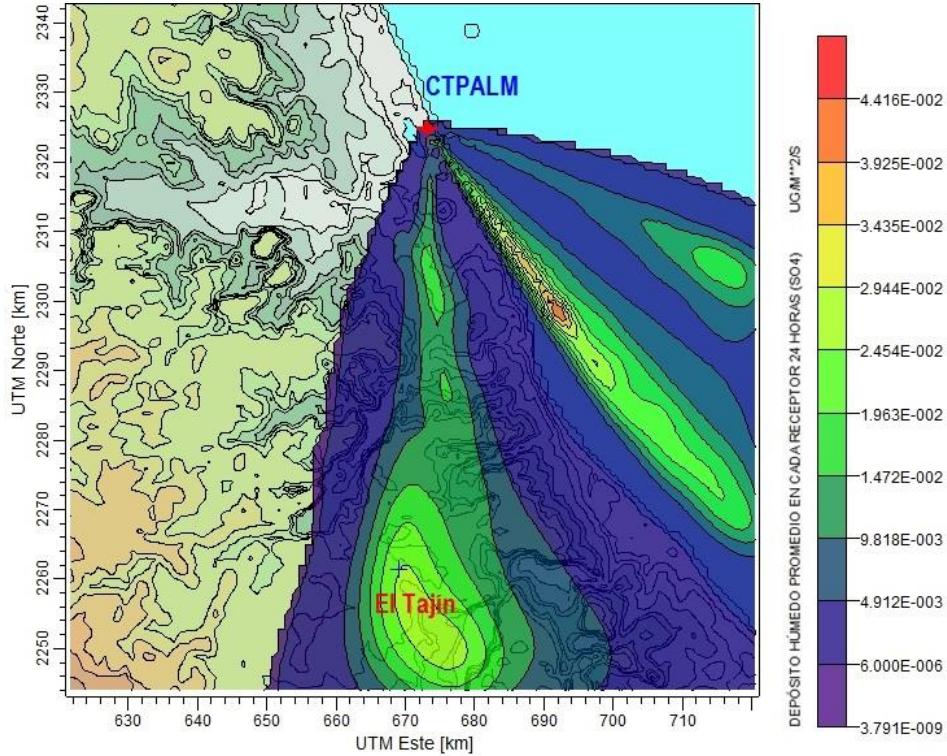 2340
2330
2320
2310
2300
2290
2280
2270
2260
2250
UTM Norte [km]
CTPALM
El Tajín
630 640 650 660 670 680 690 700 710
UTM Este [km]
DEPÓSITO HÚMEDO PROMEDIO EN CADA RECEPTOR 24 HORAS (SO4) UG/M**2/S
4.416E-002
3.925E-002
3.435E-002
2.944E-002
2.454E-002
1.963E-002
1.472E-002
9.818E-003
4.912E-003
6.000E-006
3.791E-009